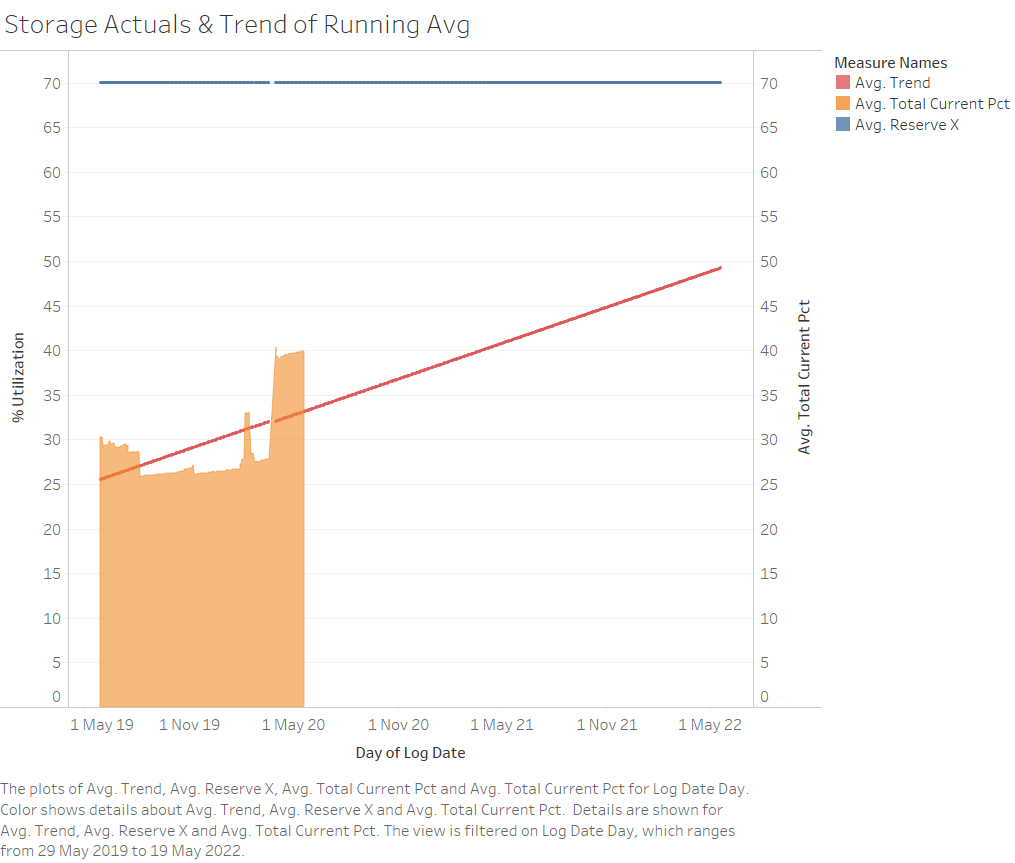 Storage Actuals & Trend of Running Avg
Measure Names
Avg. Trend
Avg. Total Current Pct
Avg. Reserve X
% Utilization
70
65
60
55
50
45
40
35
30
25
20
15
10
5
0
70
65
60
55
50
45
40
35
30
25
20
15
10
5
0
Avg. Total Current Pct
1 May 19 1 Nov 19 1 May 20 1 Nov 20 1 May 21 1 Nov 21 1 May 22
Day of Log Date
The plots of Avg. Trend, Avg. Reserve X, Avg. Total Current Pct and Avg. Total Current Pct for Log Date Day.
Color shows details about Avg. Trend, Avg. Reserve X and Avg. Total Current Pct. Details are shown for
Avg. Trend, Avg. Reserve X and Avg. Total Current Pct. The view is filtered on Log Date Day, which ranges
from 29 May 2019 to 19 May 2022.